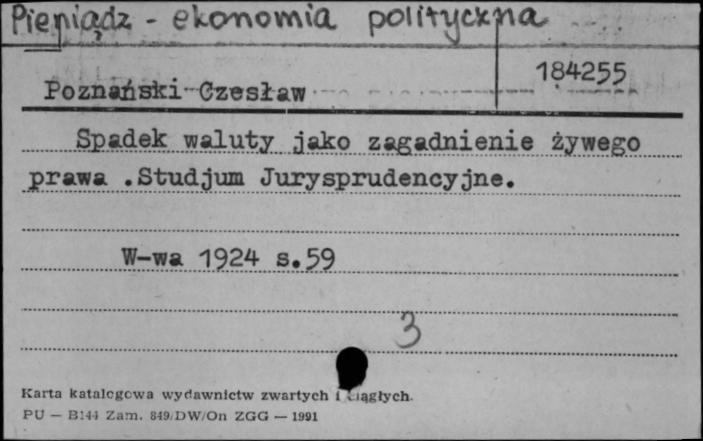 Pieniądz - ekonomia polityczna
184255
Poznański Czesław
Spadek waluty jako zagadnienie żywego
prawa .Studjum Jurysprudencyjne.
W-wa 1924 s.59
3
Karta katalogowa wydawnictw zwartych i ciągłych.
PU — B144 Zam. 849/DW/On ZGG — 1991